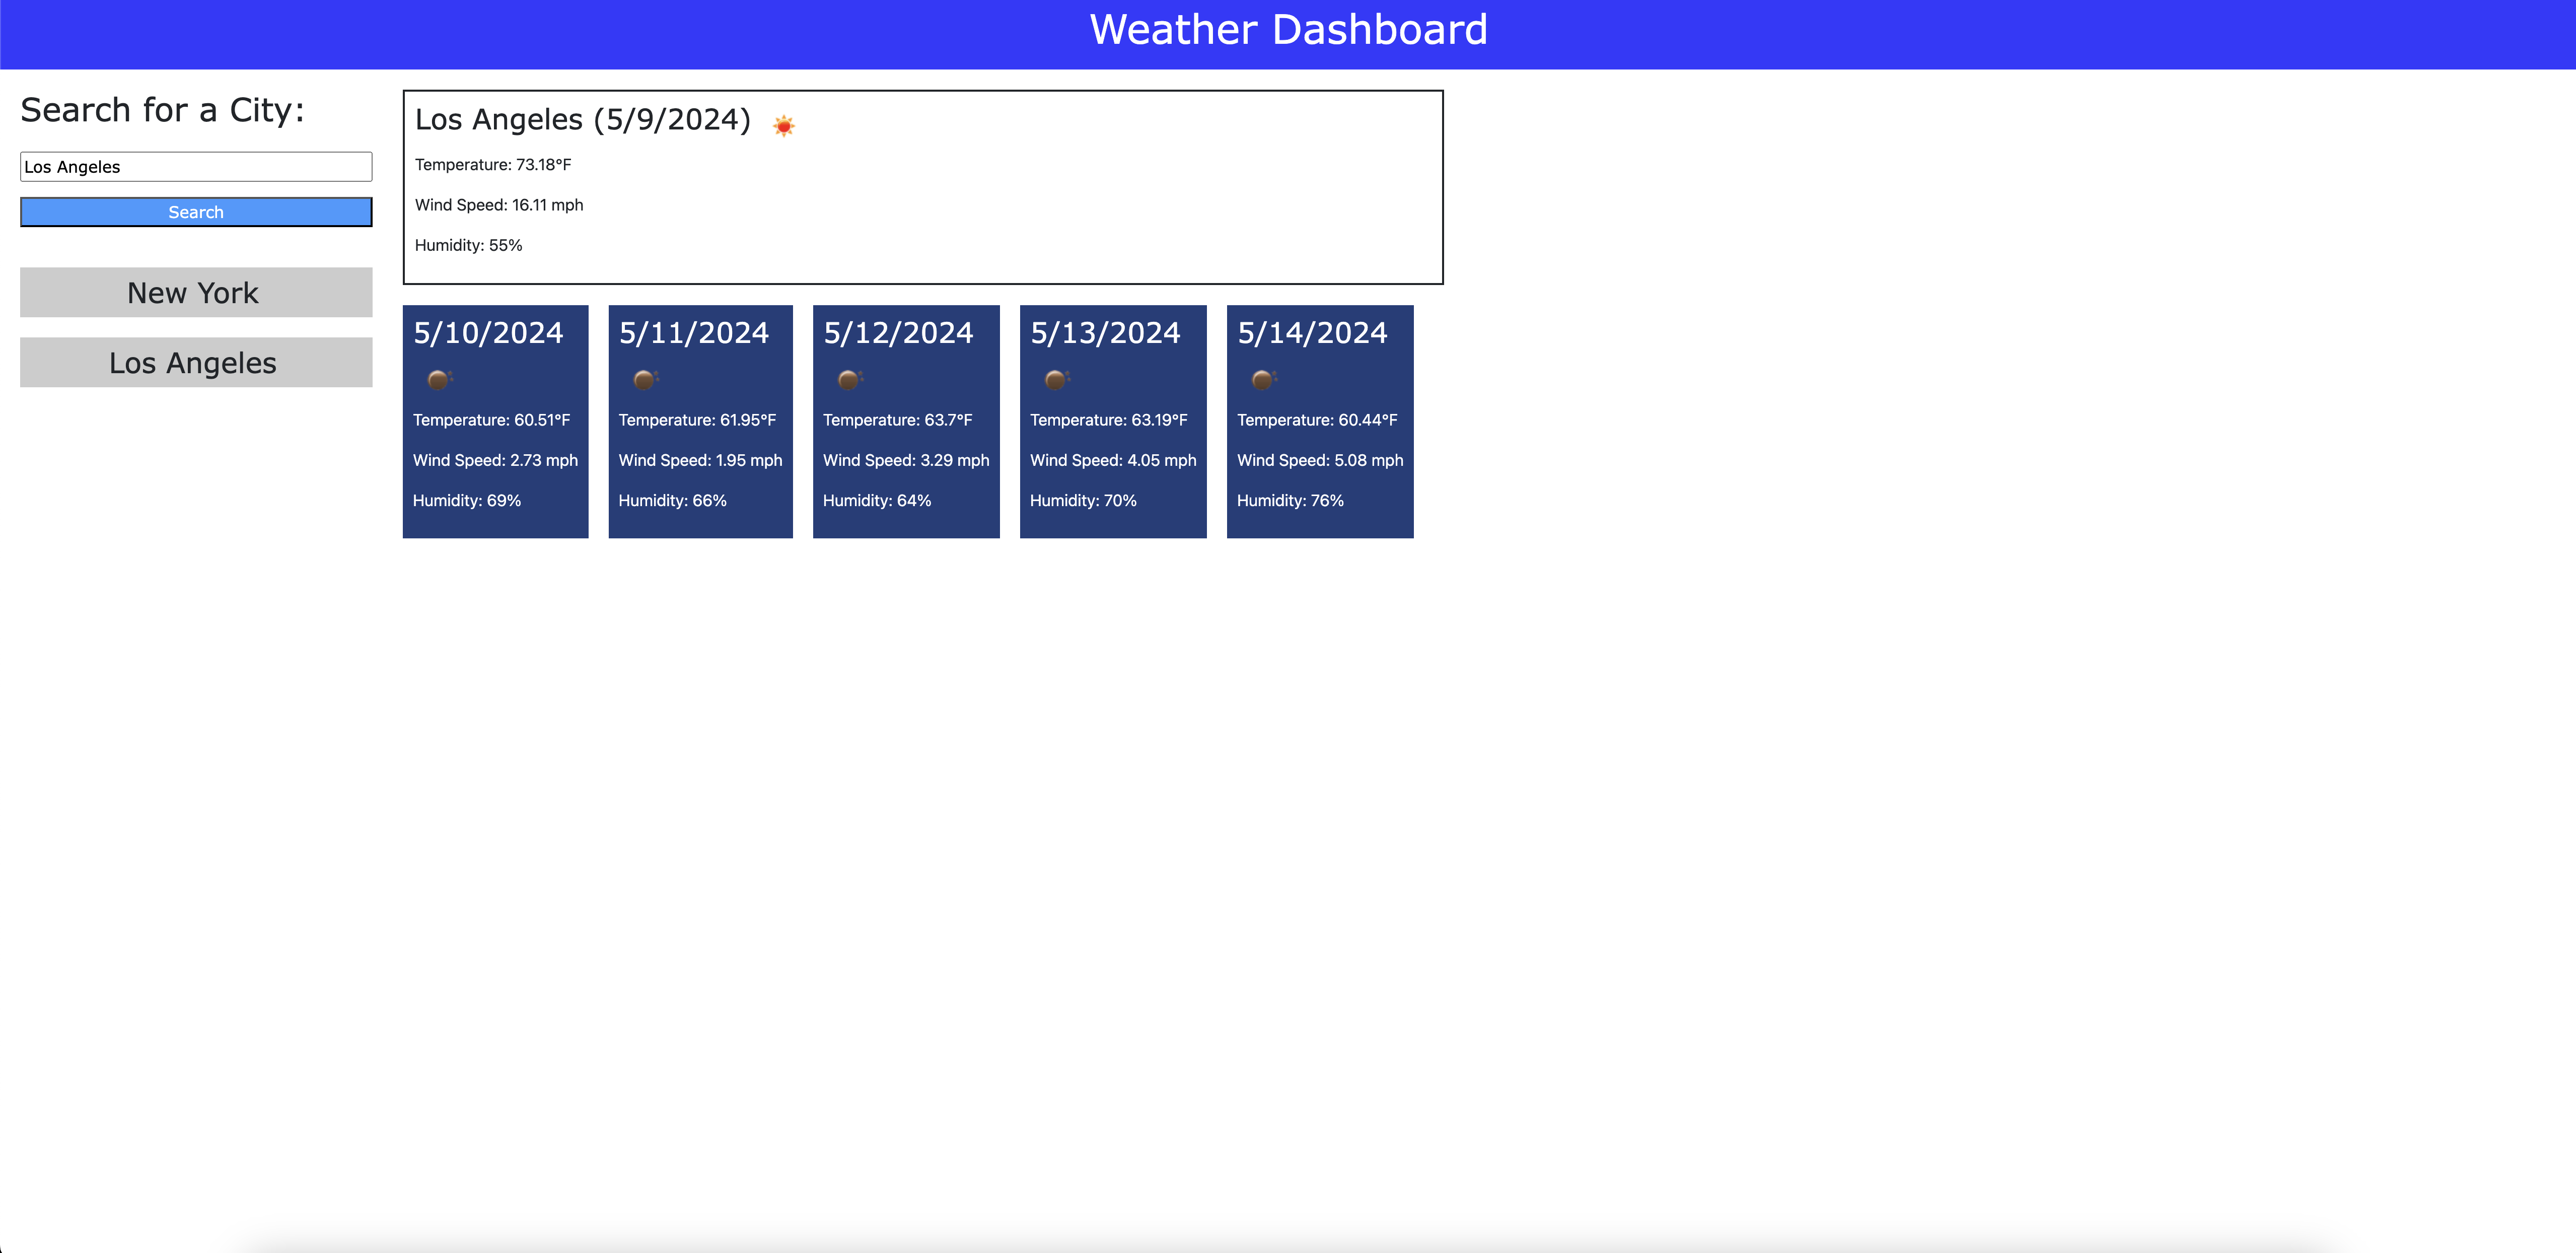 Weather Dashboard
Search for a City:
Los Angeles
Search
New York
Los Angeles
Los Angeles (5/9/2024)
Temperature: 73.18°F
Wind Speed: 16.11 mph
Humidity: 55%
5/10/2024
Temperature: 60.51°F
Wind Speed: 2.73 mph
Humidity: 69%
5/11/2024
Temperature: 61.95°F
Wind Speed: 1.95 mph
Humidity: 66%
5/12/2024
Temperature: 63.7°F
Wind Speed: 3.29 mph
Humidity: 64%
5/13/2024
Temperature: 63.19°F
Wind Speed: 4.05 mph
Humidity: 70%
5/14/2024
Temperature: 60.44°F
Wind Speed: 5.08 mph
Humidity: 76%